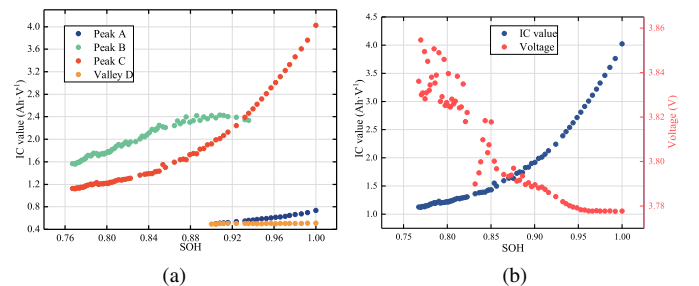 4.0
3.6
3.2
2.8
2.4
2.0
1.6
1.2
0.8
0.4
IC value (Ah·V⁻¹)
Peak A
Peak B
Peak C
Valley D
0.76 0.80 0.84 0.88 0.92 0.96 1.00
SOH
(a)
4.5
4.0
3.5
3.0
2.5
2.0
1.5
1.0
IC value (Ah·V⁻¹)
IC value
Voltage
3.86
3.84
3.82
3.80
3.78
Voltage (V)
0.75 0.80 0.85 0.90 0.95 1.00
SOH
(b)